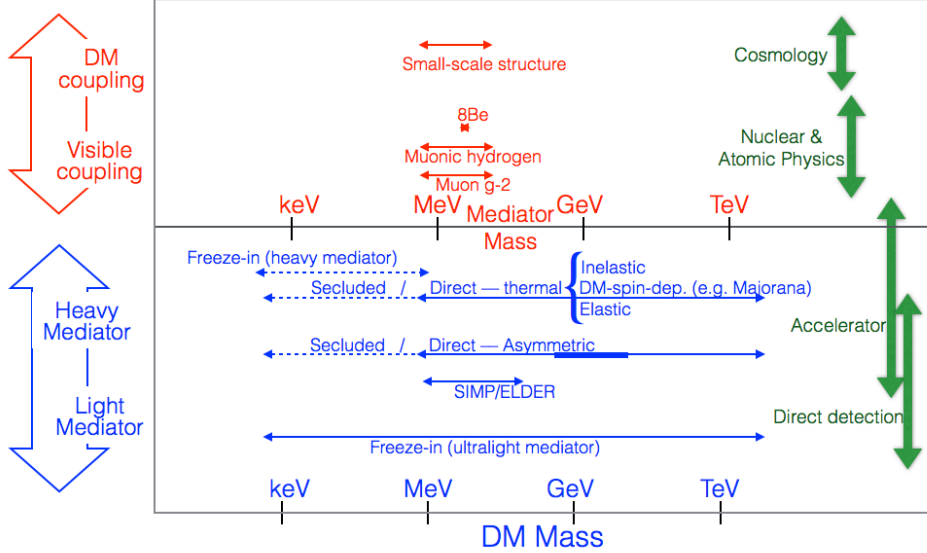 DM
coupling
Visible
coupling
Small-scale structure
8Be
Muonic hydrogen
Muon g-2
keV MeV GeV TeV
Mediator
Mass
Cosmology
Nuclear &
Atomic Physics
Accelerator
Direct detection
Heavy
Mediator
Light
Mediator
Freeze-in (heavy mediator)
Secluded / Direct — thermal
Inelastic
DM-spin-dep. (e.g. Majorana)
Elastic
Secluded / Direct — Asymmetric
SIMP/ELDER
Freeze-in (ultralight mediator)
keV MeV GeV TeV
DM Mass